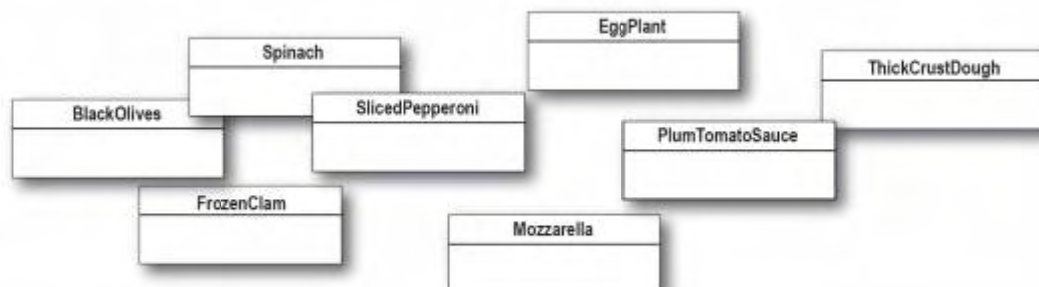 EggPlant
Spinach
ThickCrustDough
BlackOlives
SlicedPepperoni
PlumTomatoSauce
FrozenClam
Mozzarella